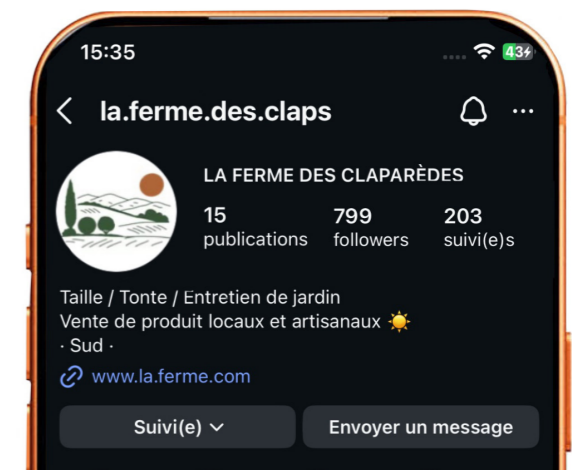 15:35
43
la.ferme.des.claps
LA FERME DES CLAPARÈDES
15
799
203
publications
followers
suivi(e)s
Taille / Tonte / Entretien de jardin
Vente de produit locaux et artisanaux ☀️
· Sud ·
www.la.ferme.com
Suivi(e)
Envoyer un message